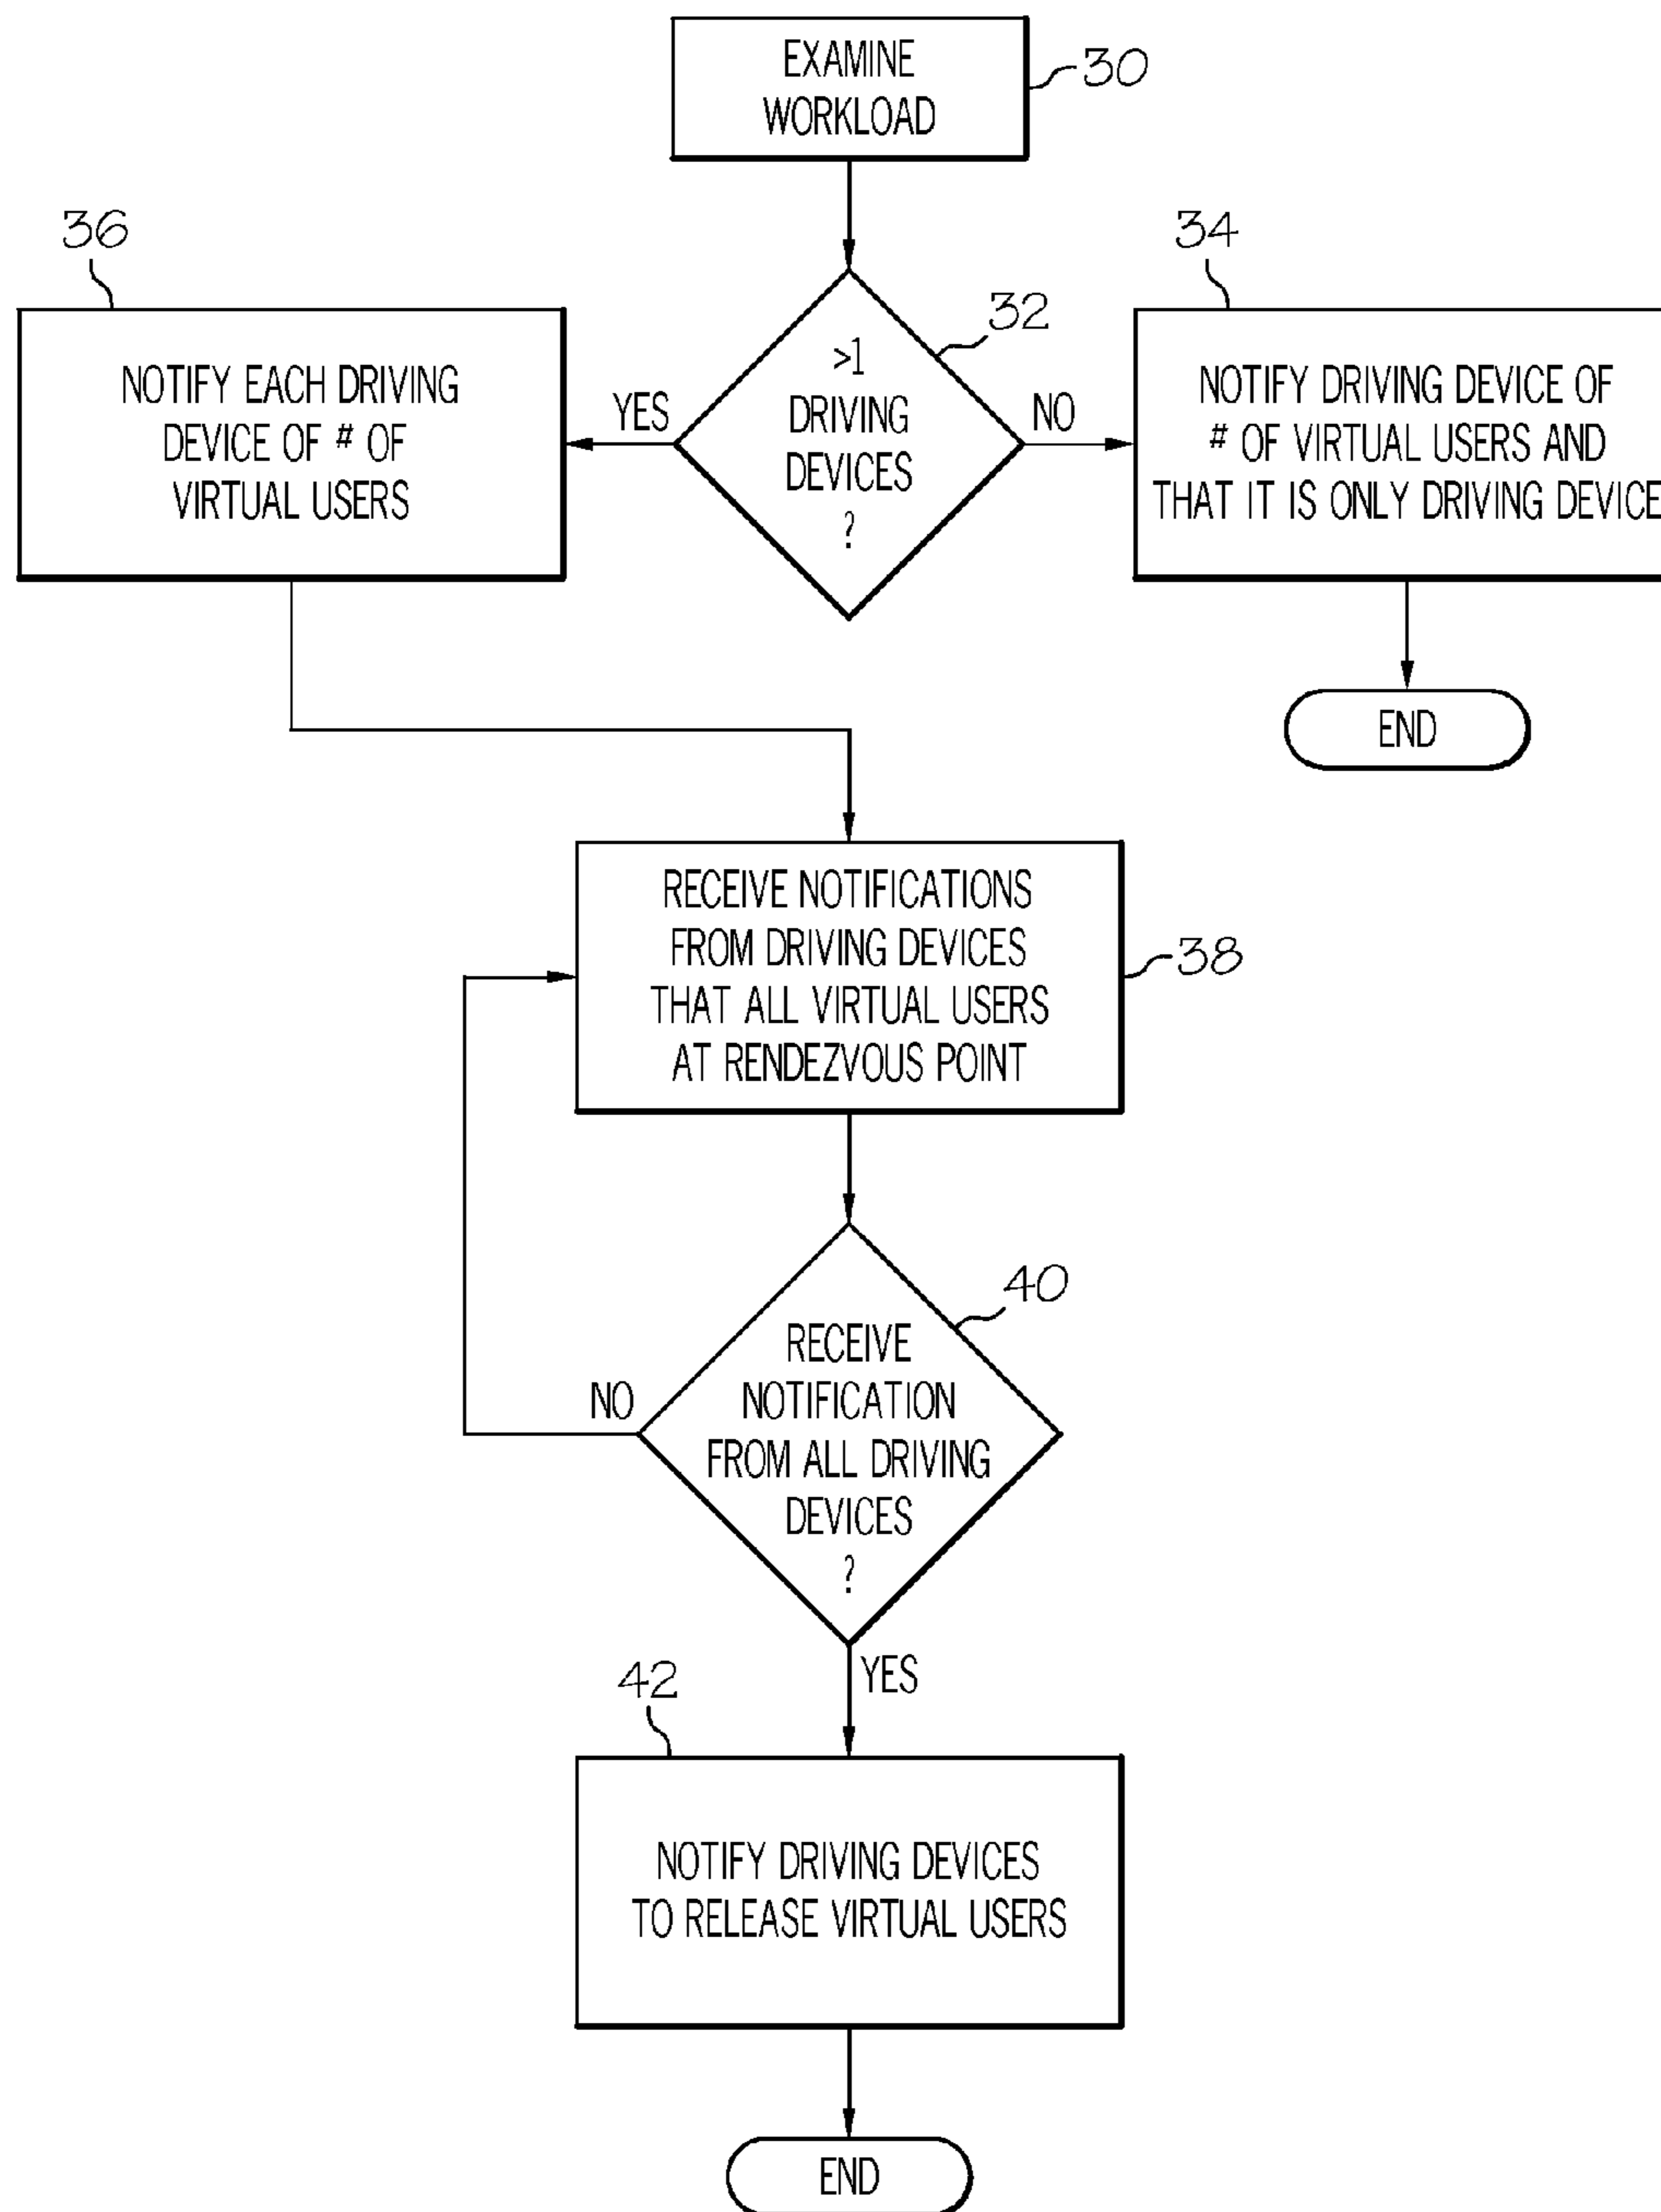 EXAMINE
WORKLOAD
30
36
34
32
>1
DRIVING
DEVICES
?
YES
NO
NOTIFY EACH DRIVING
DEVICE OF # OF
VIRTUAL USERS
NOTIFY DRIVING DEVICE OF
# OF VIRTUAL USERS AND
THAT IT IS ONLY DRIVING DEVICE
END
RECEIVE NOTIFICATIONS
FROM DRIVING DEVICES
THAT ALL VIRTUAL USERS
AT RENDEZVOUS POINT
38
40
RECEIVE
NOTIFICATION
FROM ALL DRIVING
DEVICES
?
NO
YES
42
NOTIFY DRIVING DEVICES
TO RELEASE VIRTUAL USERS
END